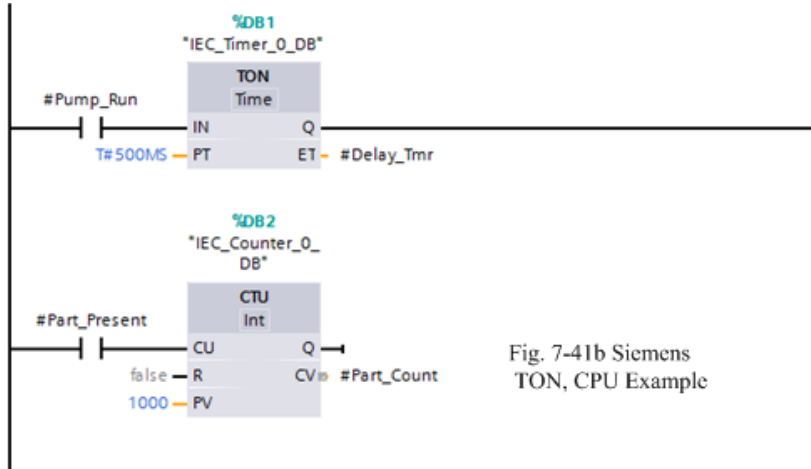 %DB1
"IEC_Timer_0_DB"
TON
Time
#Pump_Run
IN Q
T#500MS PT ET #Delay_Tmr
%DB2
"IEC_Counter_0_
DB"
CTU
Int
#Part_Present
CU Q
false R CV #Part_Count
1000 PV
Fig. 7-41b Siemens
TON, CPU Example